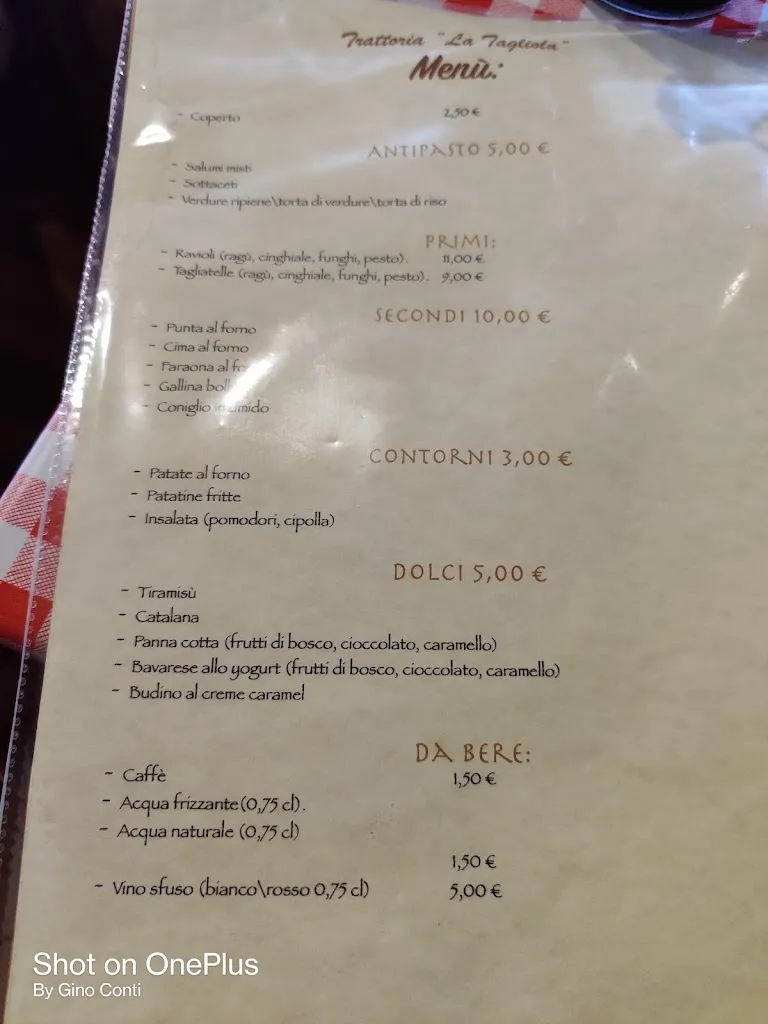 Trattoria "La Tagliola"
Menù:
- Coperto 2,50 €
ANTIPASTO 5,00 €
- Salumi misti
- Sottaceti
- Verdure ripiene\torta di verdure\torta di riso
PRIMI:
- Ravioli (ragù, cinghiale, funghi, pesto). 11,00 €
- Tagliatelle (ragù, cinghiale, funghi, pesto). 9,00 €
SECONDI 10,00 €
- Punta al forno
- Cima al forno
- Faraona al fo
- Gallina boll
- Coniglio in umido
CONTORNI 3,00 €
- Patate al forno
- Patatine fritte
- Insalata (pomodori, cipolla)
DOLCI 5,00 €
- Tiramisù
- Catalana
- Panna cotta (frutti di bosco, cioccolato, caramello)
- Bavarese allo yogurt (frutti di bosco, cioccolato, caramello)
- Budino al creme caramel
DA BERE:
- Caffè 1,50 €
- Acqua frizzante (0,75 cl).
- Acqua naturale (0,75 cl)
1,50 €
- Vino sfuso (bianco\rosso 0,75 cl) 5,00 €
Shot on OnePlus
By Gino Conti